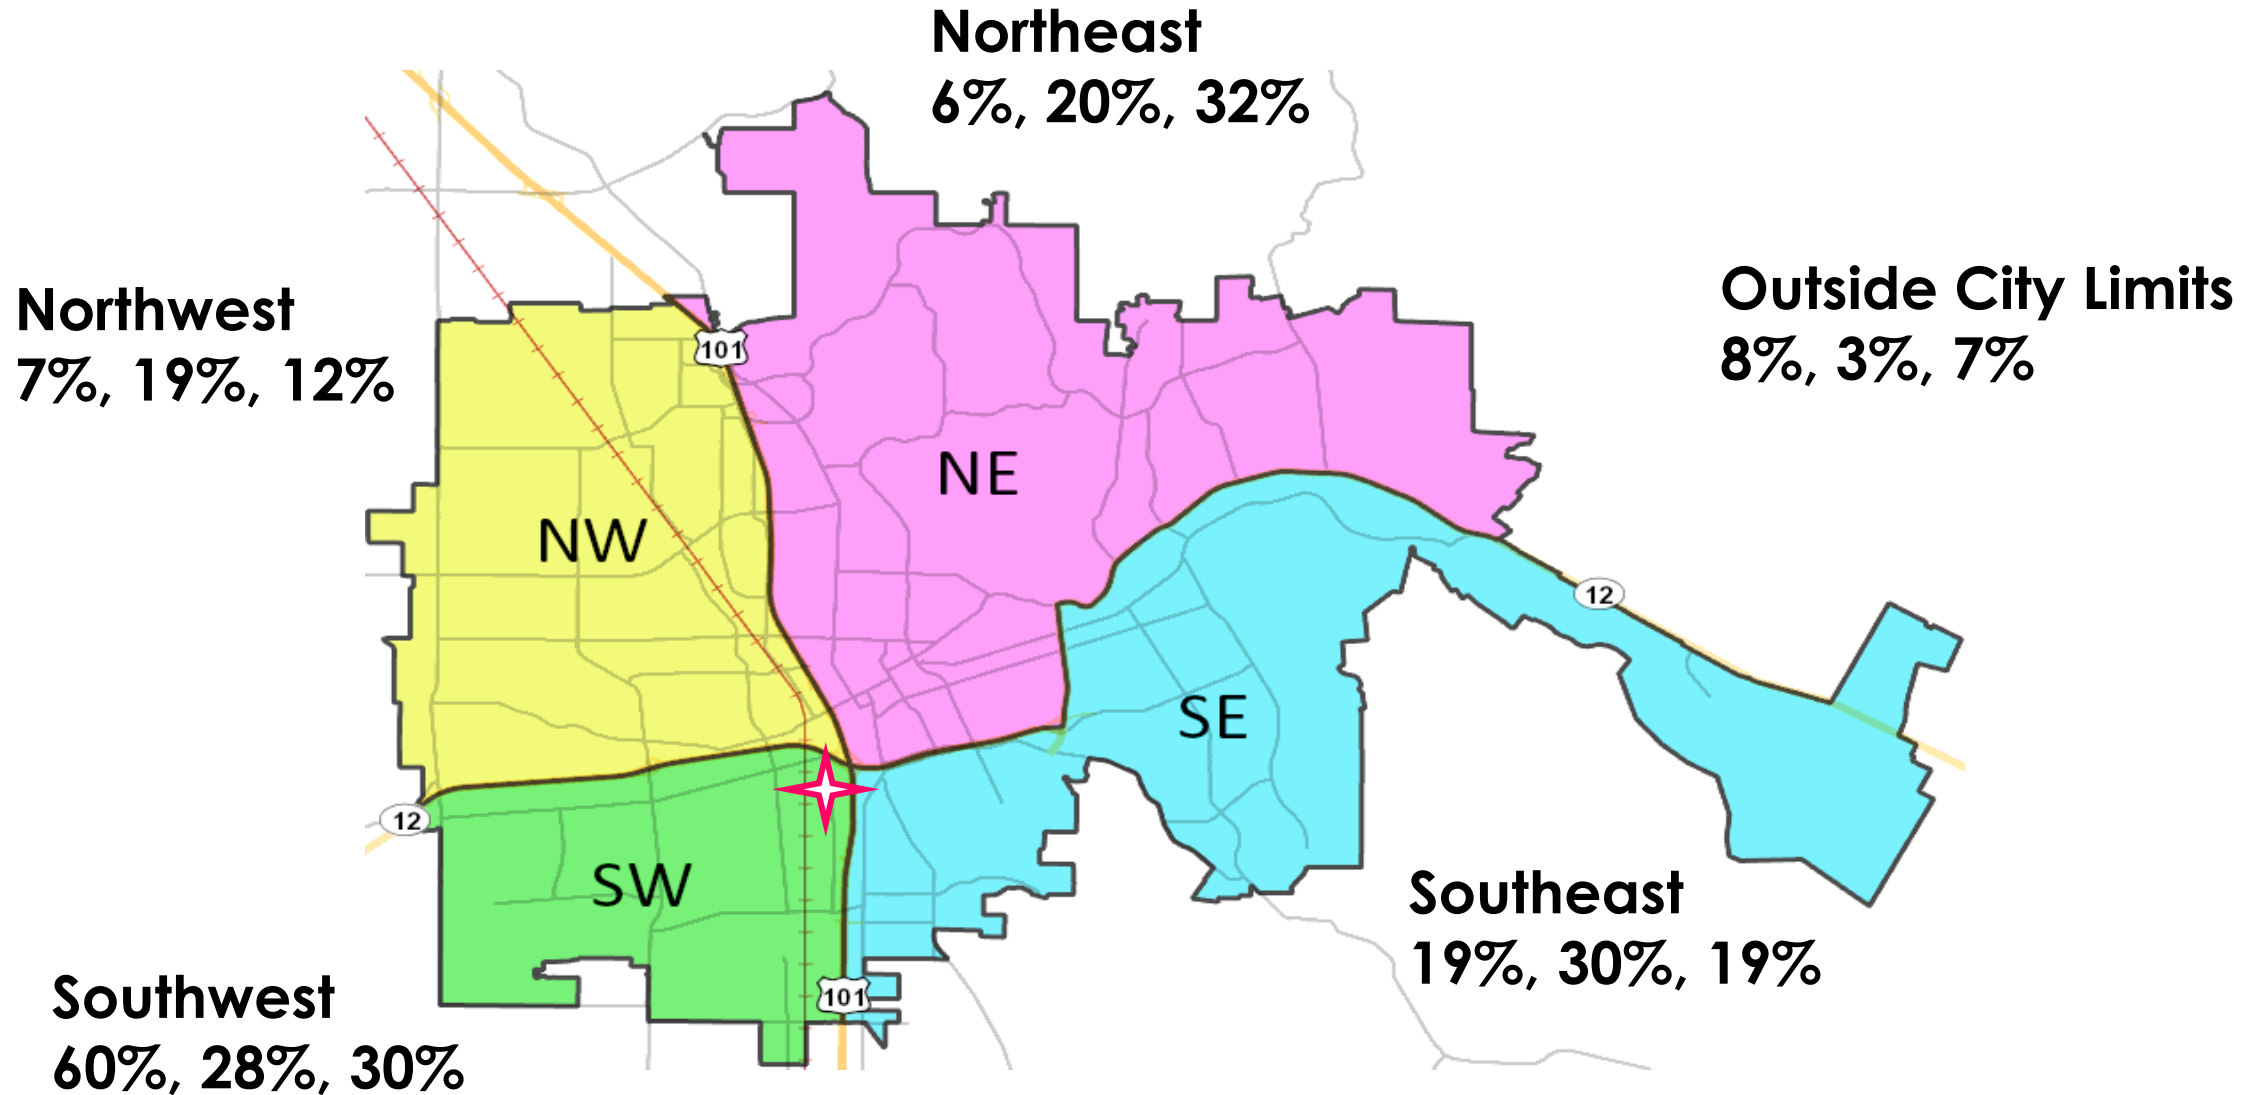 Northeast
6%, 20%, 32%
Northwest
7%, 19%, 12%
Outside City Limits
8%, 3%, 7%
101
NE
NW
12
SE
12
SW
Southeast
19%, 30%, 19%
Southwest
60%, 28%, 30%
101